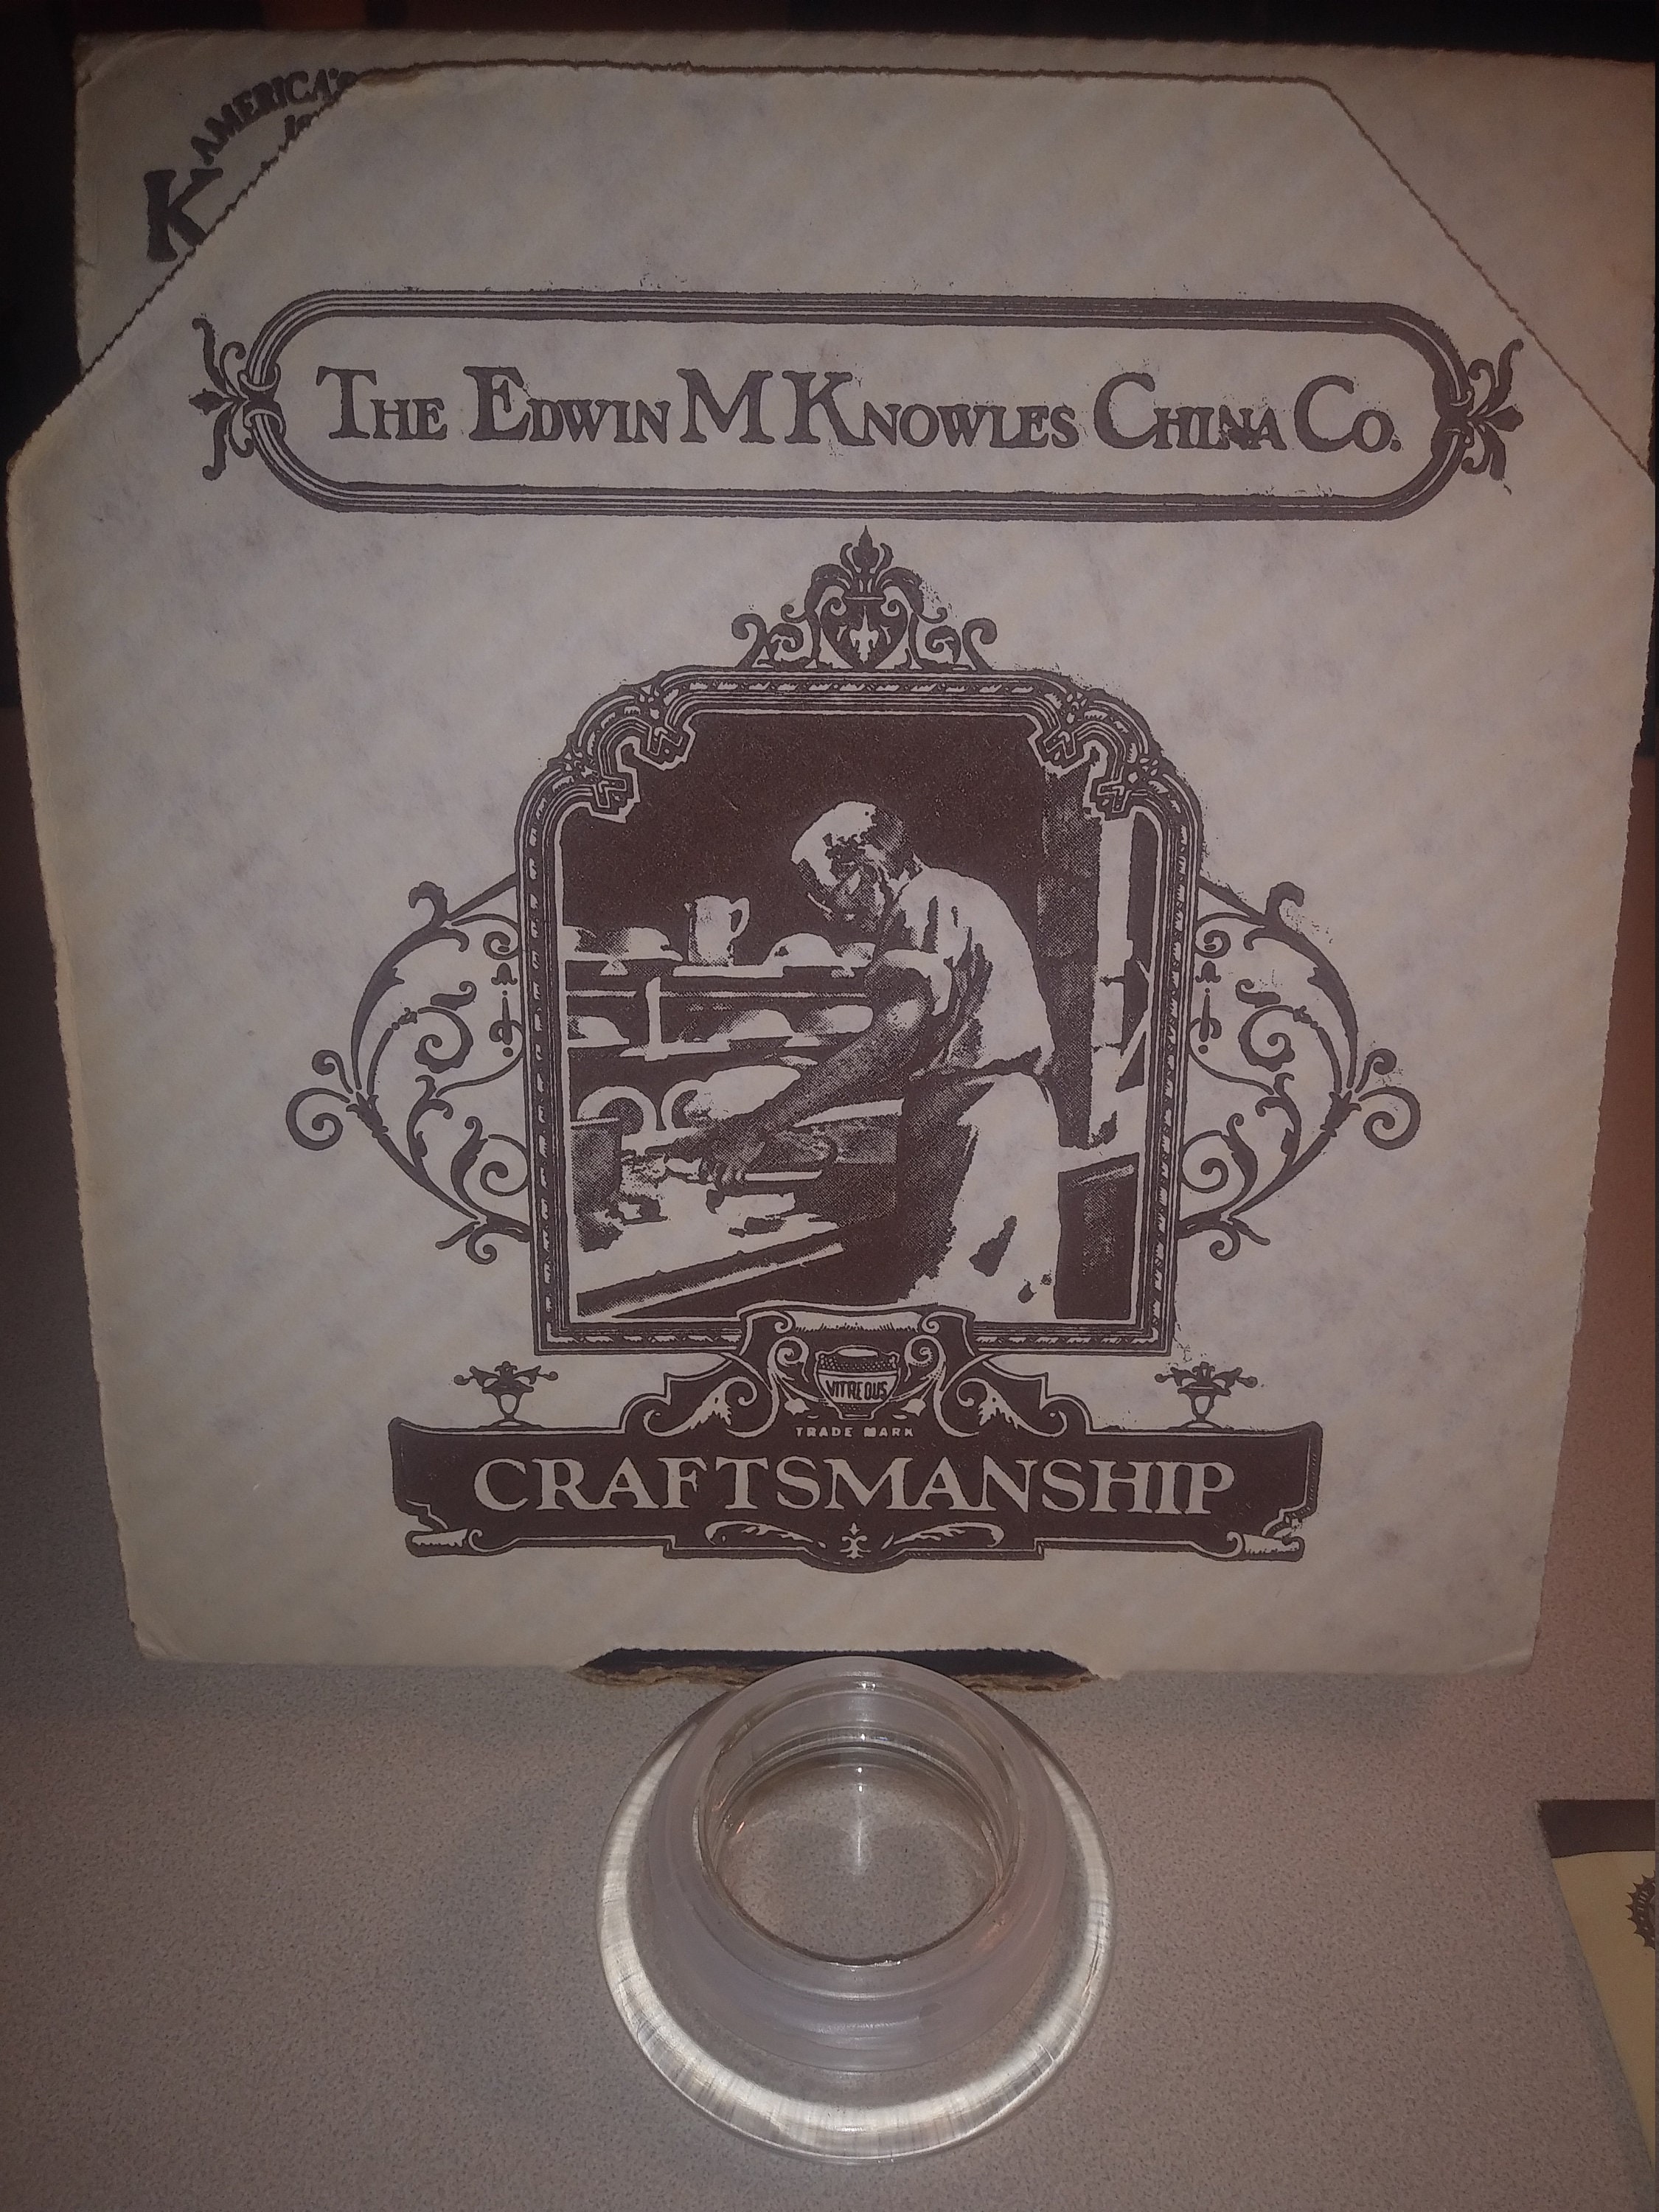 AMERICA'S
K
THE EDWIN M KNOWLES CHINA CO.
VITREOUS
TRADE MARK
CRAFTSMANSHIP